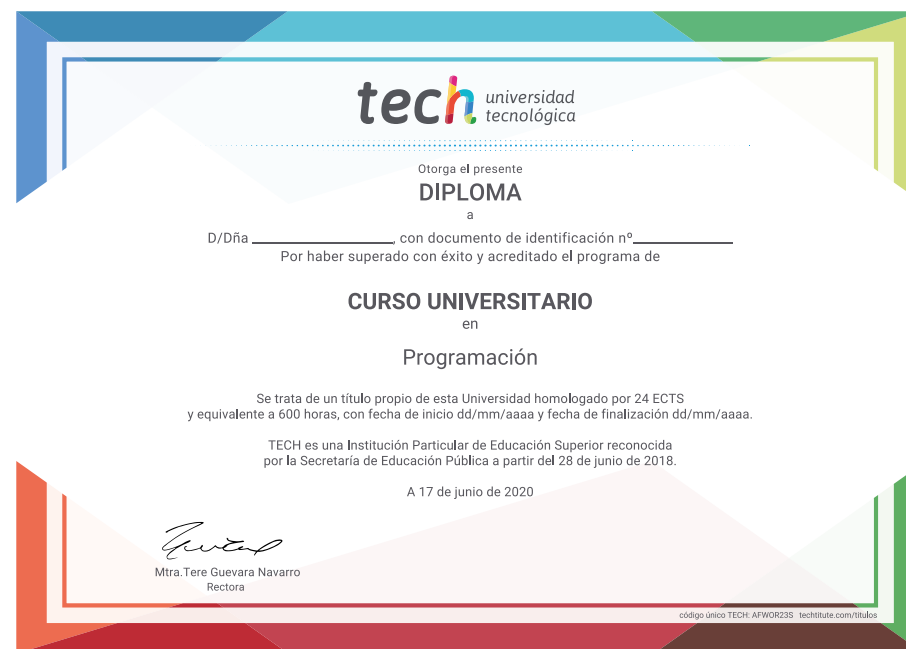 tech universidad
tecnológica
Otorga el presente
DIPLOMA
a
D/Dña ____________________, con documento de identificación nº______________
Por haber superado con éxito y acreditado el programa de
CURSO UNIVERSITARIO
en
Programación
Se trata de un título propio de esta Universidad homologado por 24 ECTS
y equivalente a 600 horas, con fecha de inicio dd/mm/aaaa y fecha de finalización dd/mm/aaaa.
TECH es una Institución Particular de Educación Superior reconocida
por la Secretaría de Educación Pública a partir del 28 de junio de 2018.
A 17 de junio de 2020
Mtra.Tere Guevara Navarro
Rectora
código único TECH: AFWOR23S techtitute.com/titulos